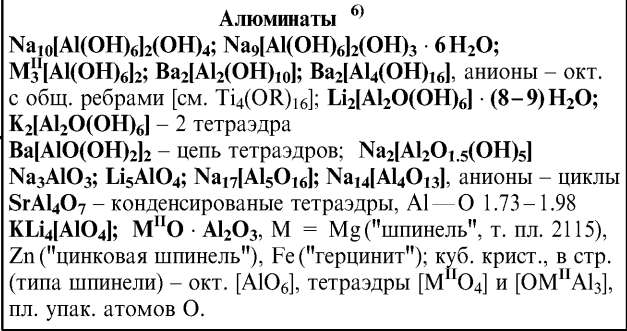 Алюминаты ⁶⁾
Na₁₀[Al(OH)₆]₂(OH)₄; Na₉[Al(OH)₆]₂(OH)₃ · 6H₂O;
M₃ᴵᴵ[Al(OH)₆]₂; Ba₂[Al₂(OH)₁₀]; Ba₂[Al₄(OH)₁₆], анионы – окт.
с общ. ребрами [см. Ti₄(OR)₁₆]; Li₂[Al₂O(OH)₆] · (8–9)H₂O;
K₂[Al₂O(OH)₆] – 2 тетраэдра
Ba[AlO(OH)₂]₂ – цепь тетраэдров; Na₂[Al₂O₁.₅(OH)₅]
Na₃AlO₃; Li₅AlO₄; Na₁₇[Al₅O₁₆]; Na₁₄[Al₄O₁₃], анионы – циклы
SrAl₄O₇ – конденсированые тетраэдры, Al—O 1.73–1.98
KLi₄[AlO₄]; MᴵᴵO · Al₂O₃, M = Mg("шпинель", т. пл. 2115),
Zn("цинковая шпинель"), Fe("герцинит"); куб. крист., в стр.
(типа шпинели) – окт. [AlO₆], тетраэдры [MᴵᴵO₄] и [OMᴵᴵAl₃],
пл. упак. атомов О.